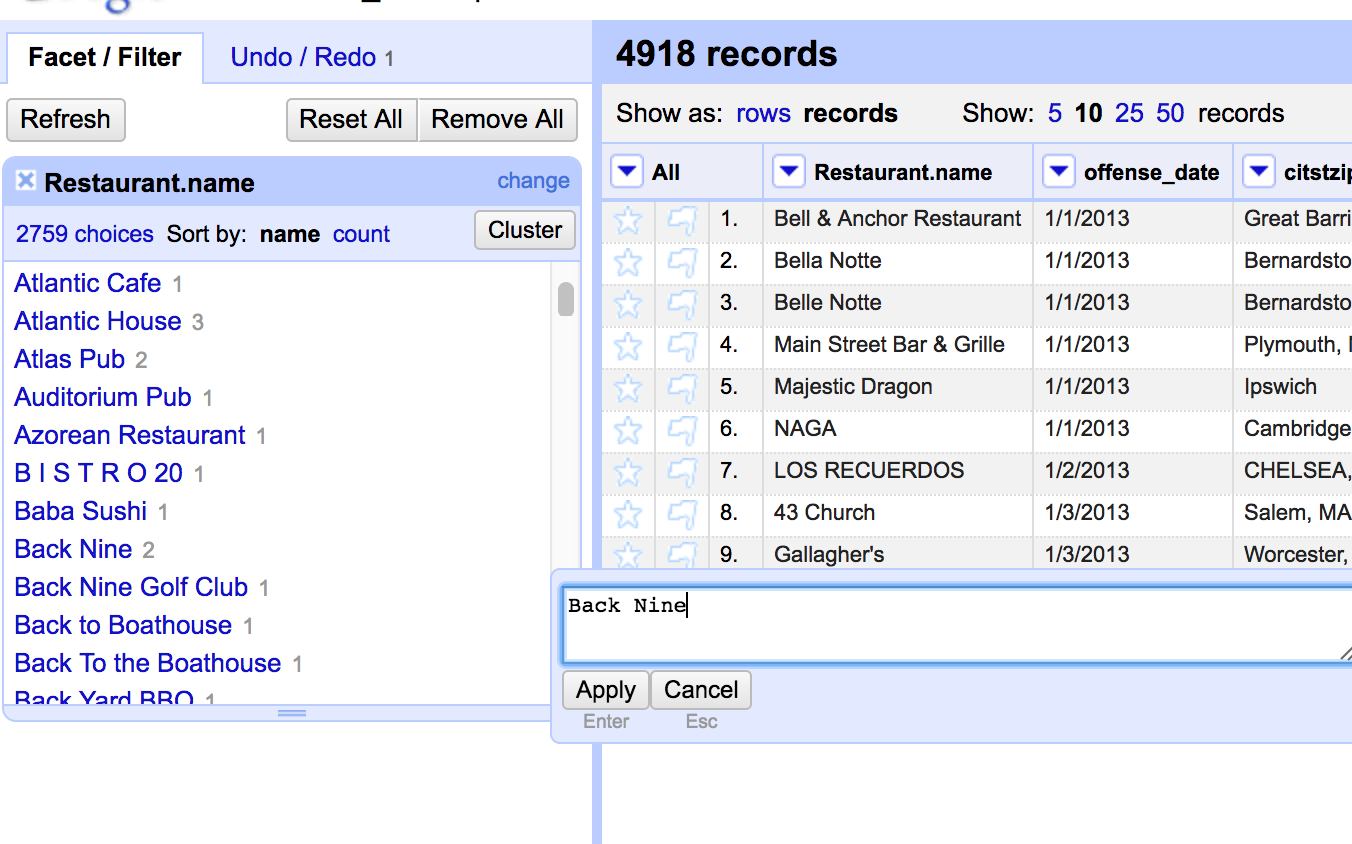 Facet / Filter Undo / Redo 1
Refresh Reset All Remove All
Restaurant.name change
2759 choices Sort by: name count Cluster
Atlantic Cafe 1
Atlantic House 3
Atlas Pub 2
Auditorium Pub 1
Azorean Restaurant 1
B I S T R O 20 1
Baba Sushi 1
Back Nine 2
Back Nine Golf Club 1
Back to Boathouse 1
Back To the Boathouse 1
Back Yard BBQ 1
4918 records
Show as: rows records Show: 5 10 25 50 records
All Restaurant.name offense_date citstzip
1. Bell & Anchor Restaurant 1/1/2013 Great Barri
2. Bella Notte 1/1/2013 Bernardsto
3. Belle Notte 1/1/2013 Bernardsto
4. Main Street Bar & Grille 1/1/2013 Plymouth,
5. Majestic Dragon 1/1/2013 Ipswich
6. NAGA 1/1/2013 Cambridge
7. LOS RECUERDOS 1/2/2013 CHELSEA,
8. 43 Church 1/3/2013 Salem, MA
9. Gallagher's 1/3/2013 Worcester,
Back Nine
Apply Cancel
Enter Esc